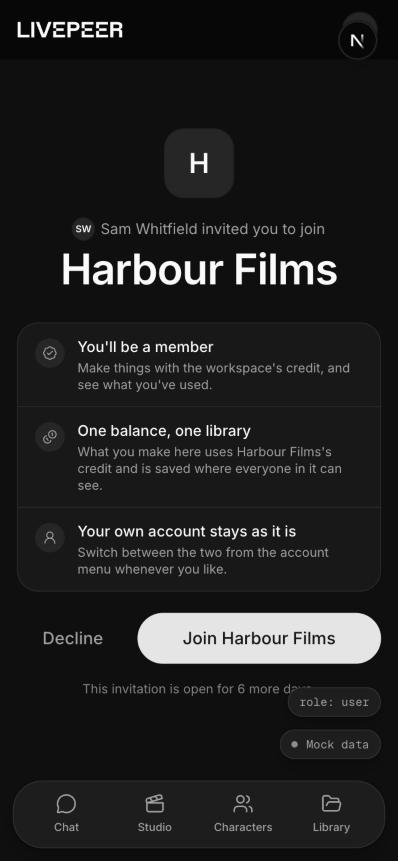 LIVEPEER
N
H
SW Sam Whitfield invited you to join
Harbour Films
You'll be a member
Make things with the workspace's credit, and
see what you've used.
One balance, one library
What you make here uses Harbour Films's
credit and is saved where everyone in it can
see.
Your own account stays as it is
Switch between the two from the account
menu whenever you like.
Decline
Join Harbour Films
This invitation is open for 6 more days.
role: user
Mock data
Chat
Studio
Characters
Library